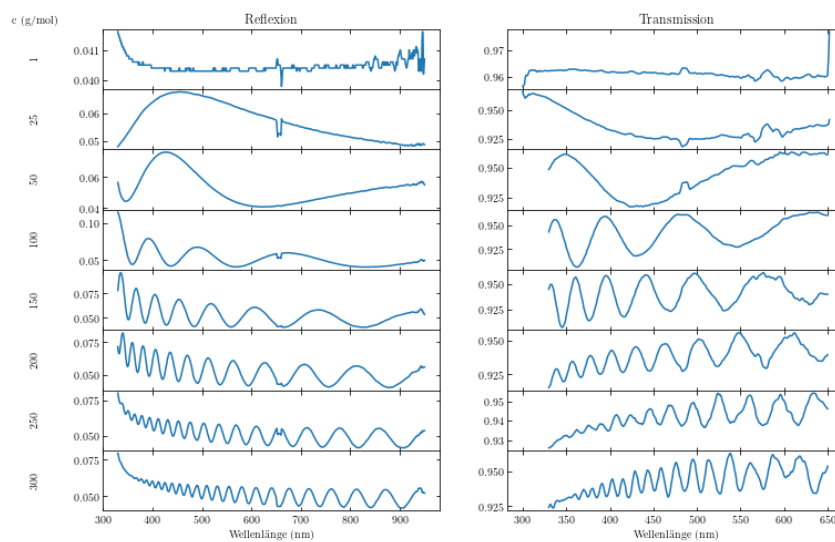 c (g/mol) Reflexion Transmission
1 0.041 0.040 0.97 0.96
25 0.06 0.05 0.950 0.925
50 0.06 0.04 0.950 0.925
100 0.10 0.05 0.950 0.925
150 0.075 0.050 0.950 0.925
200 0.075 0.050 0.950 0.925
250 0.075 0.050 0.95 0.93
300 0.075 0.050 0.950 0.925
300 400 500 600 700 800 900 300 350 400 450 500 550 600 650
Wellenlänge (nm) Wellenlänge (nm)